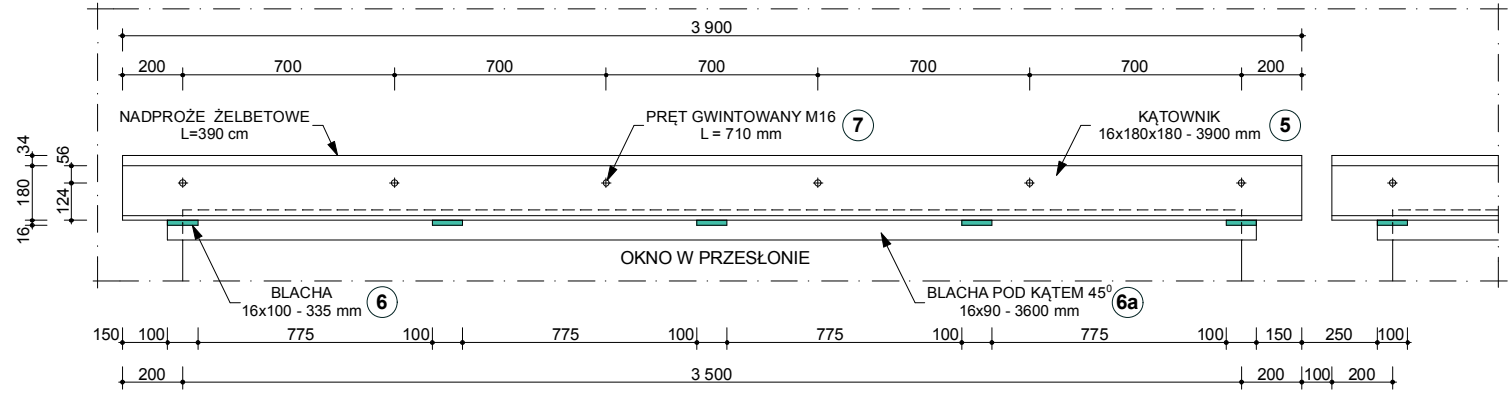 3 900
200 700 700 700 700 700 200
NADPROŻE ŻELBETOWE
L=390 cm
PRĘT GWINTOWANY M16
L = 710 mm
7
KĄTOWNIK
16x180x180 - 3900 mm
5
34
180
16
56
124
OKNO W PRZESŁONIE
BLACHA
16x100 - 335 mm
6
BLACHA POD KĄTEM 45⁰
16x90 - 3600 mm
6a
150 100 775 100 775 100 775 100 775 100 150 250 100
200 3 500 200 100 200